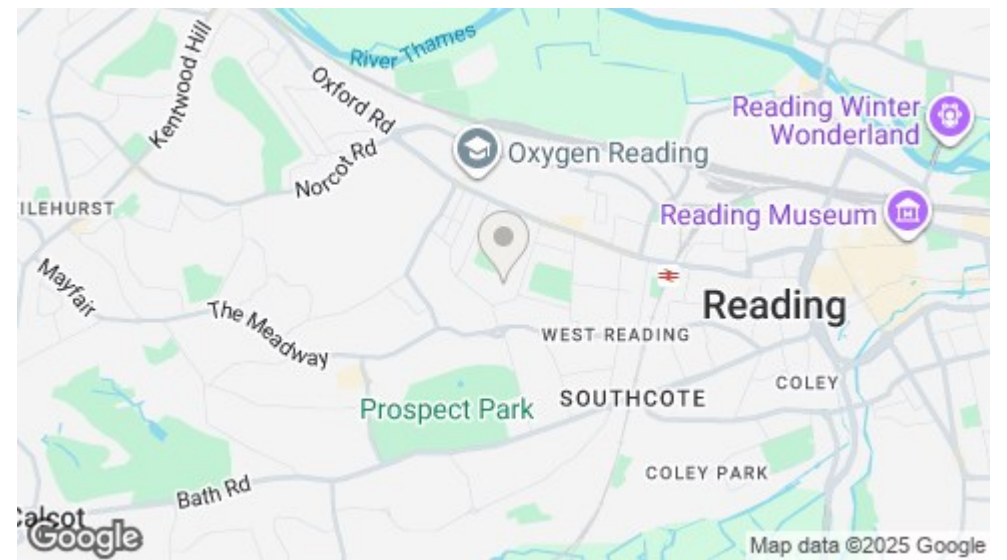 River Thames
Kentwood Hill
Oxford Rd
Reading Winter
Wonderland
Oxygen Reading
Norcot Rd
ILEHURST
Reading Museum
Mayfair
The Meadway
Reading
WEST READING
COLEY
Prospect Park
SOUTHCOTE
COLEY PARK
Bath Rd
alcot
Google
Map data ©2025 Google